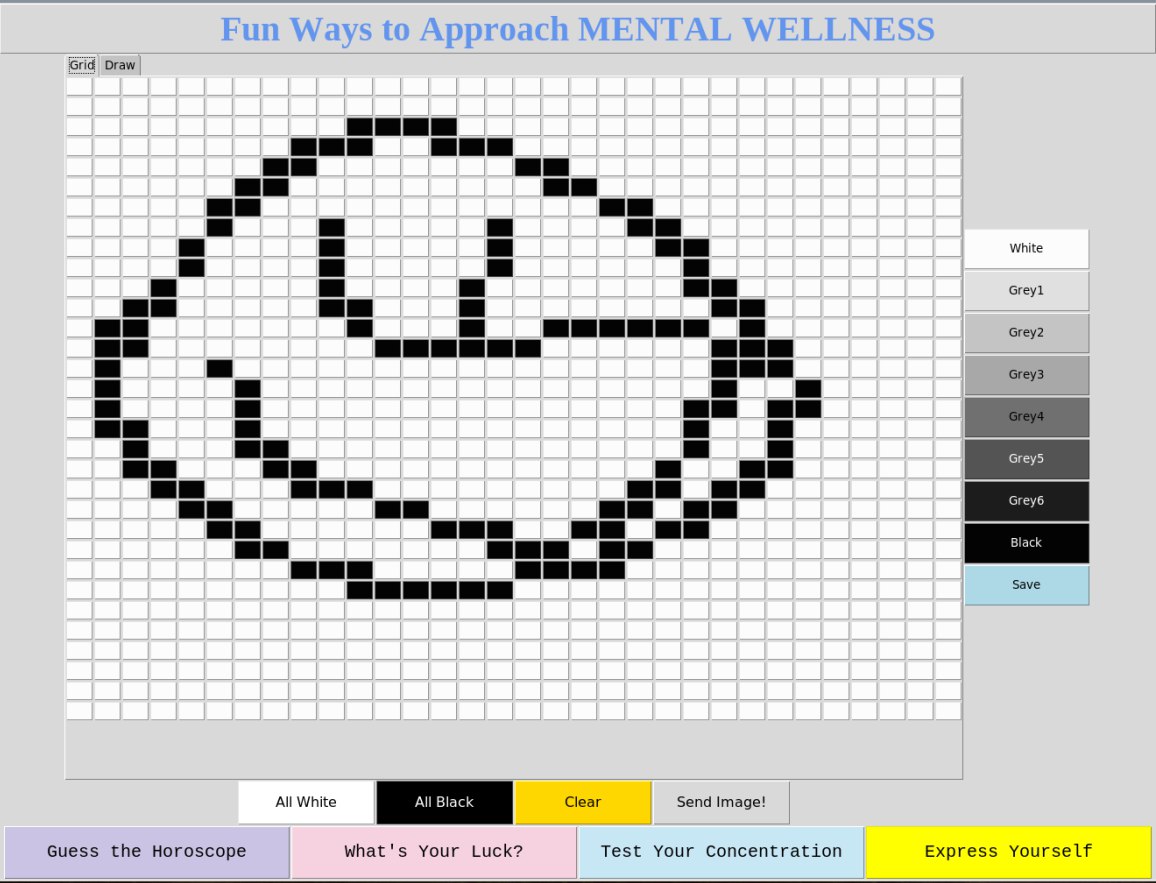 Fun Ways to Approach MENTAL WELLNESS
Grid Draw
White
Grey1
Grey2
Grey3
Grey4
Grey5
Grey6
Black
Save
All White All Black Clear Send Image!
Guess the Horoscope What's Your Luck? Test Your Concentration Express Yourself